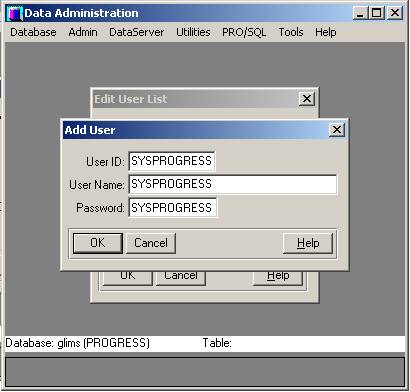 Data Administration
Database Admin DataServer Utilities PRO/SQL Tools Help
Edit User List
Add User
User ID: SYSPROGRESS
User Name: SYSPROGRESS
Password: SYSPROGRESS
OK Cancel Help
OK Cancel Help
Database: glims (PROGRESS) Table: